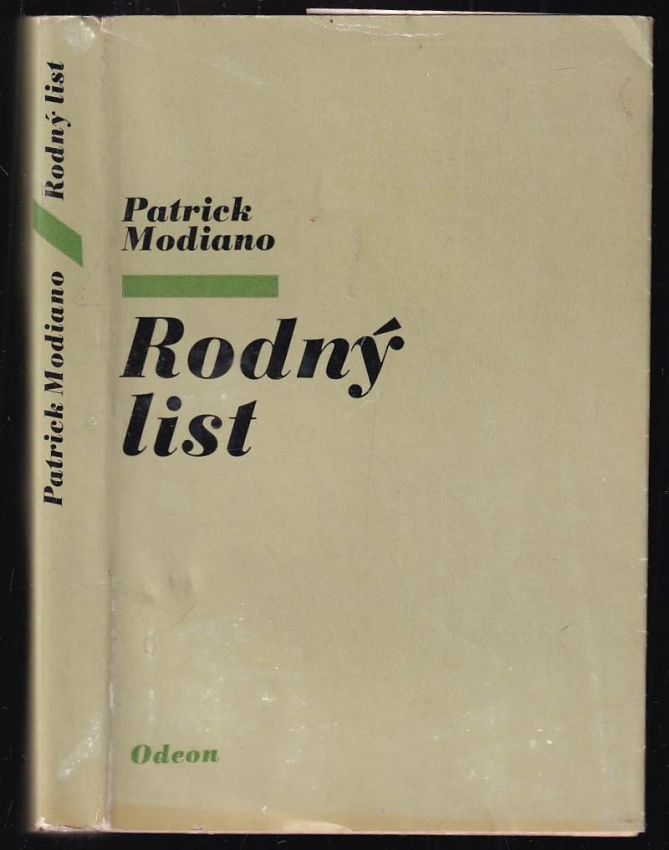 Patrick Modiano Rodný list
Patrick
Modiano
Rodný
list
Odeon